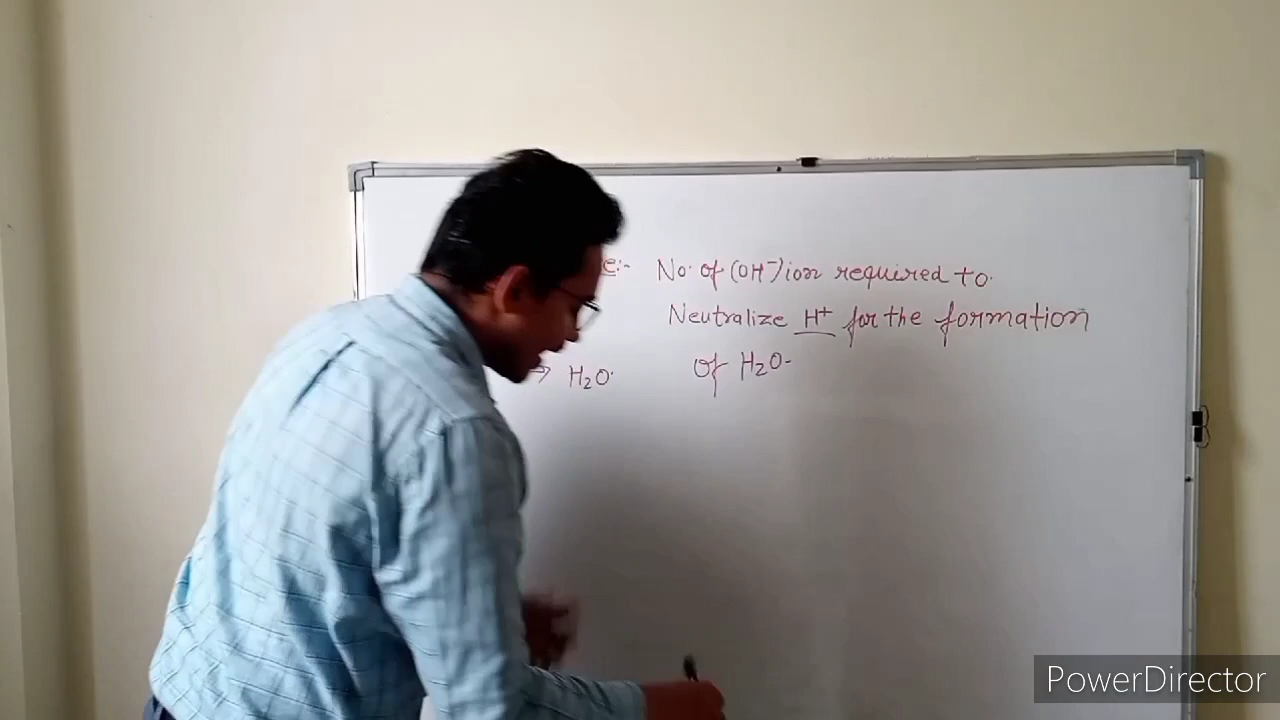 e:- No. of (OH⁻) ion required to.
Neutralize H⁺ for the formation
of H₂O-
⇒ H₂O.
PowerDirector